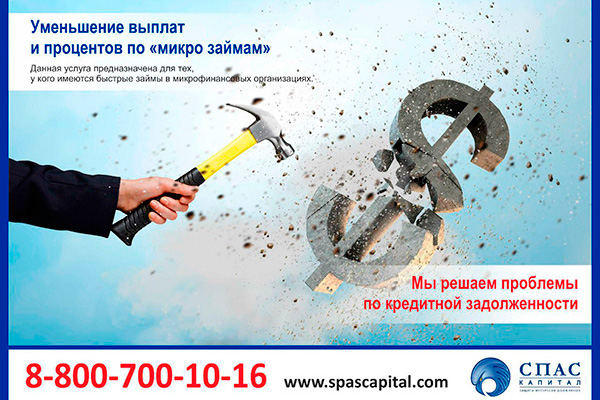 Уменьшение выплат
и процентов по «микро займам»
Данная услуга предназначена для тех,
у кого имеются быстрые займы в микрофинансовых организациях.
Мы решаем проблемы
по кредитной задолженности
8-800-700-10-16
www.spascapital.com
СПАС
КАПИТАЛ